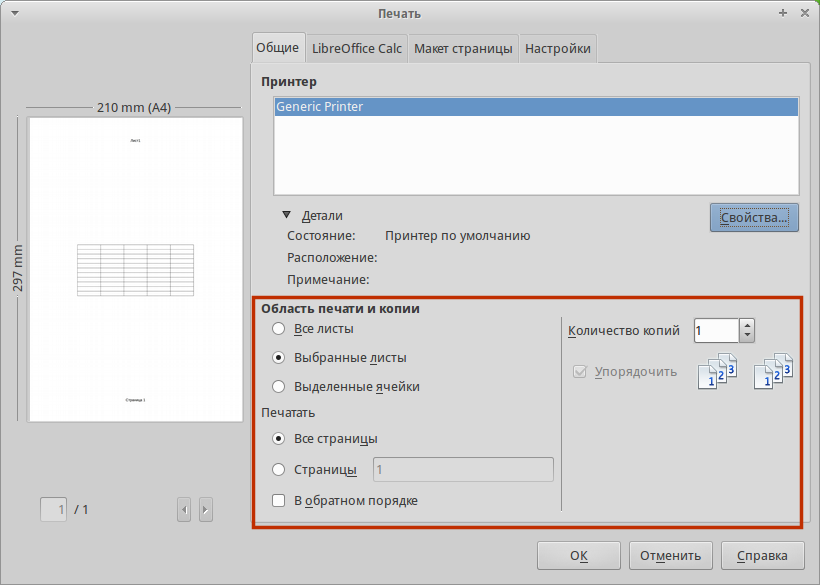 Печать
Общие
LibreOffice Calc
Макет страницы
Настройки
Принтер
Generic Printer
210 mm (A4)
297 mm
Лист1
Страница 1
Детали
Свойства...
Состояние: Принтер по умолчанию
Расположение:
Примечание:
Область печати и копии
Все листы
Выбранные листы
Выделенные ячейки
Печатать
Все страницы
Страницы 1
В обратном порядке
Количество копий 1
Упорядочить
1 2 3 1 2 3
1 / 1
OK
Отменить
Справка